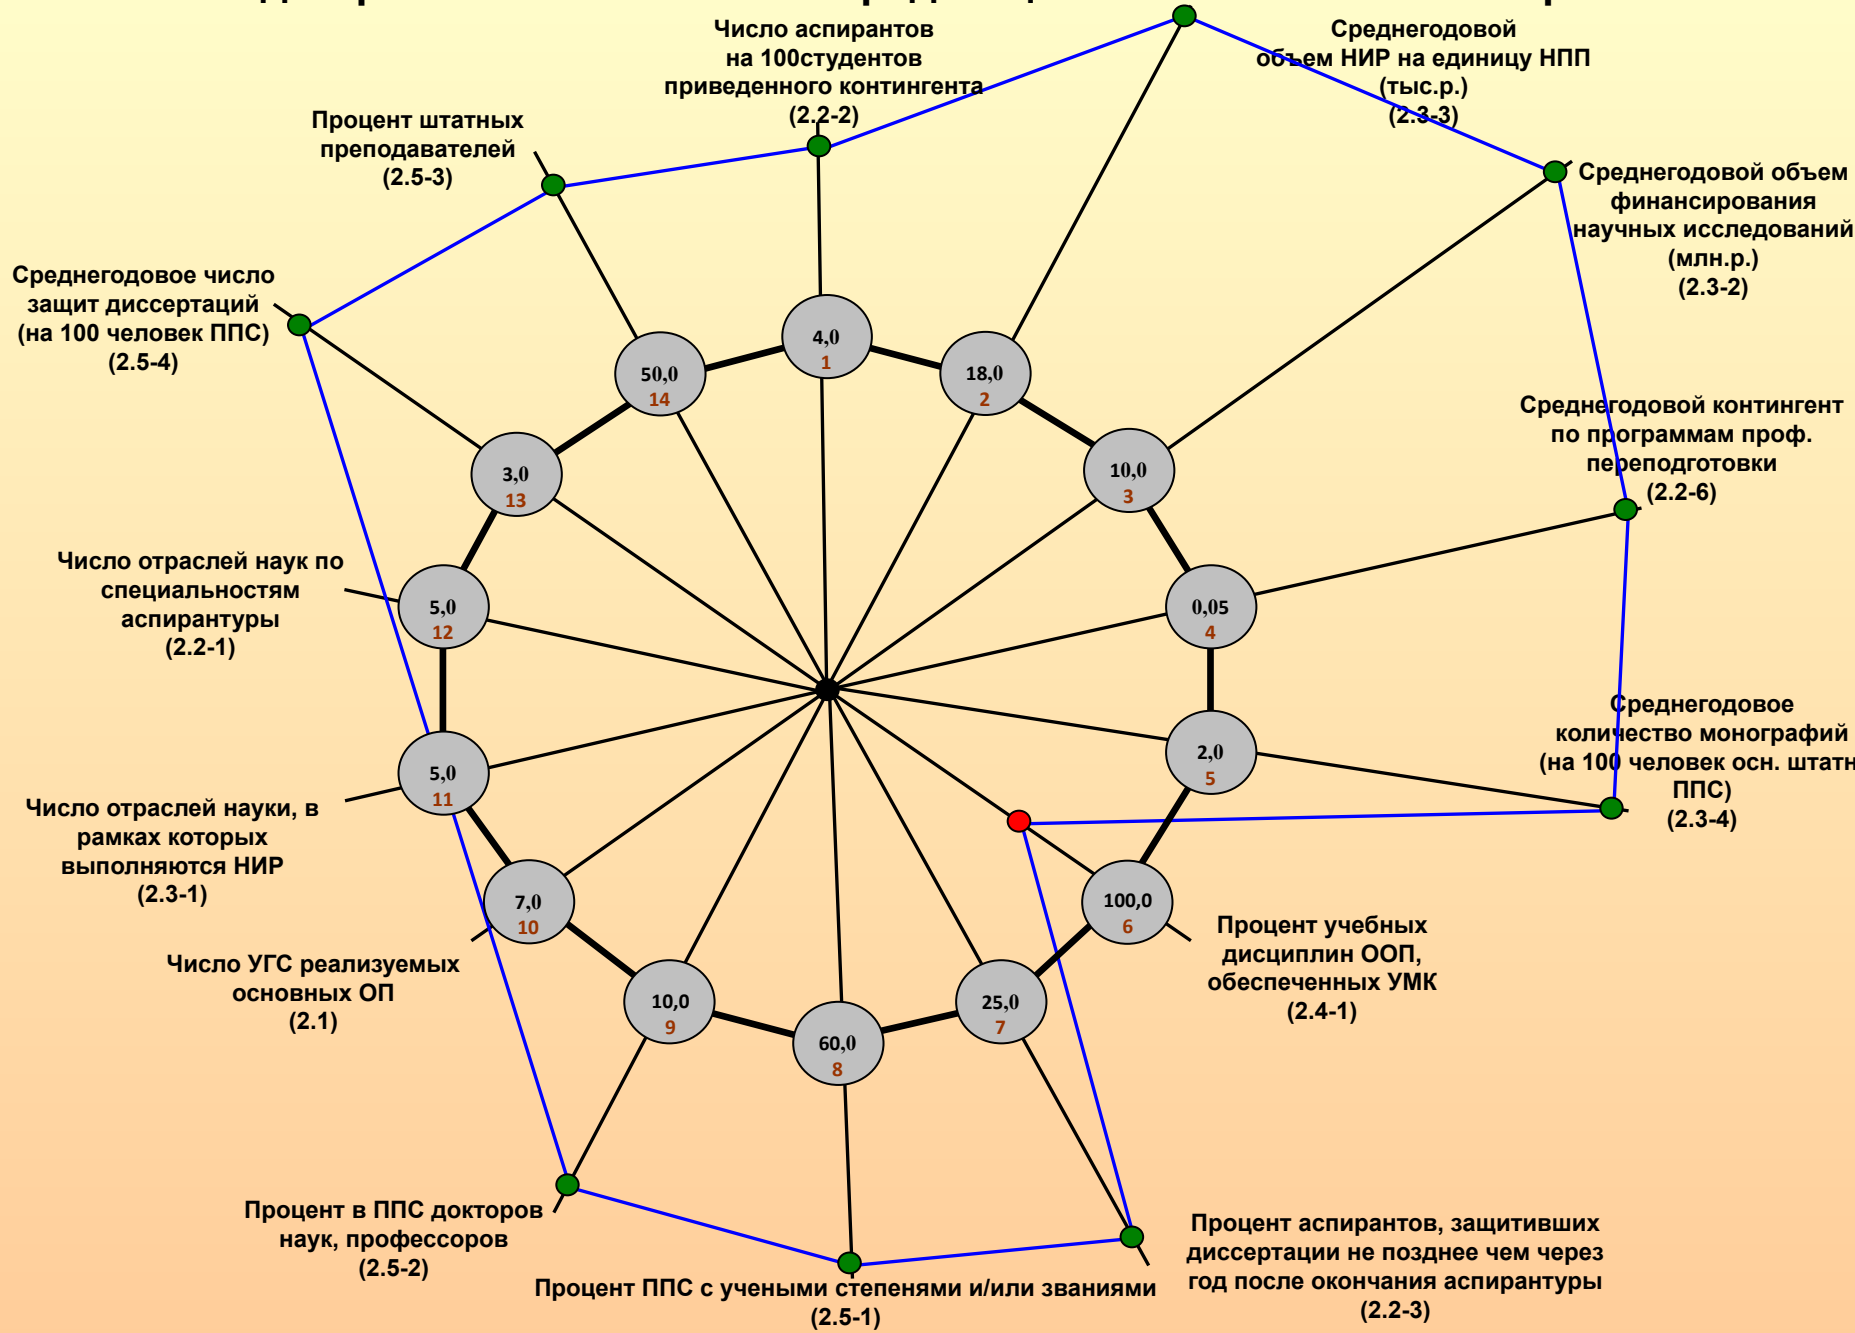 Число аспирантов
на 100студентов
приведенного контингента
(2.2-2)
Среднегодовой
объем НИР на единицу НПП
(тыс.р.)
(2.3-3)
Процент штатных
преподавателей
(2.5-3)
Среднегодовой объем
финансирования
научных исследований
(млн.р.)
(2.3-2)
Среднегодовое число
защит диссертаций
(на 100 человек ППС)
(2.5-4)
4,0
1
50,0
14
18,0
2
Среднегодовой контингент
по программам проф.
переподготовки
(2.2-6)
3,0
13
10,0
3
Число отраслей наук по
специальностям
аспирантуры
(2.2-1)
5,0
12
0,05
4
Среднегодовое
количество монографий
(на 100 человек осн. штатн
ППС)
(2.3-4)
5,0
11
2,0
5
Число отраслей науки, в
рамках которых
выполняются НИР
(2.3-1)
7,0
10
100,0
6
Процент учебных
дисциплин ООП,
обеспеченных УМК
(2.4-1)
Число УГС реализуемых
основных ОП
(2.1)
10,0
9
60,0
8
25,0
7
Процент в ППС докторов
наук, профессоров
(2.5-2)
Процент ППС с учеными степенями и/или званиями
(2.5-1)
Процент аспирантов, защитивших
диссертации не позднее чем через
год после окончания аспирантуры
(2.2-3)